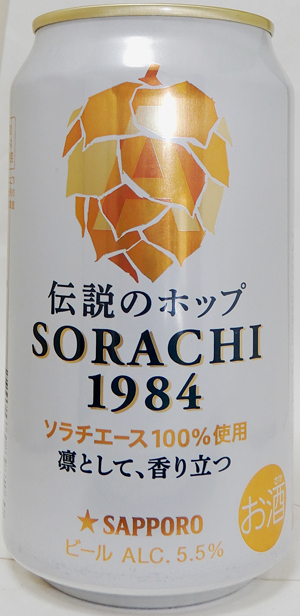 伝説のホップ
SORACHI
1984
ソラチエース100%使用
凛として、香り立つ
お酒
★SAPPORO
ビール ALC. 5.5%